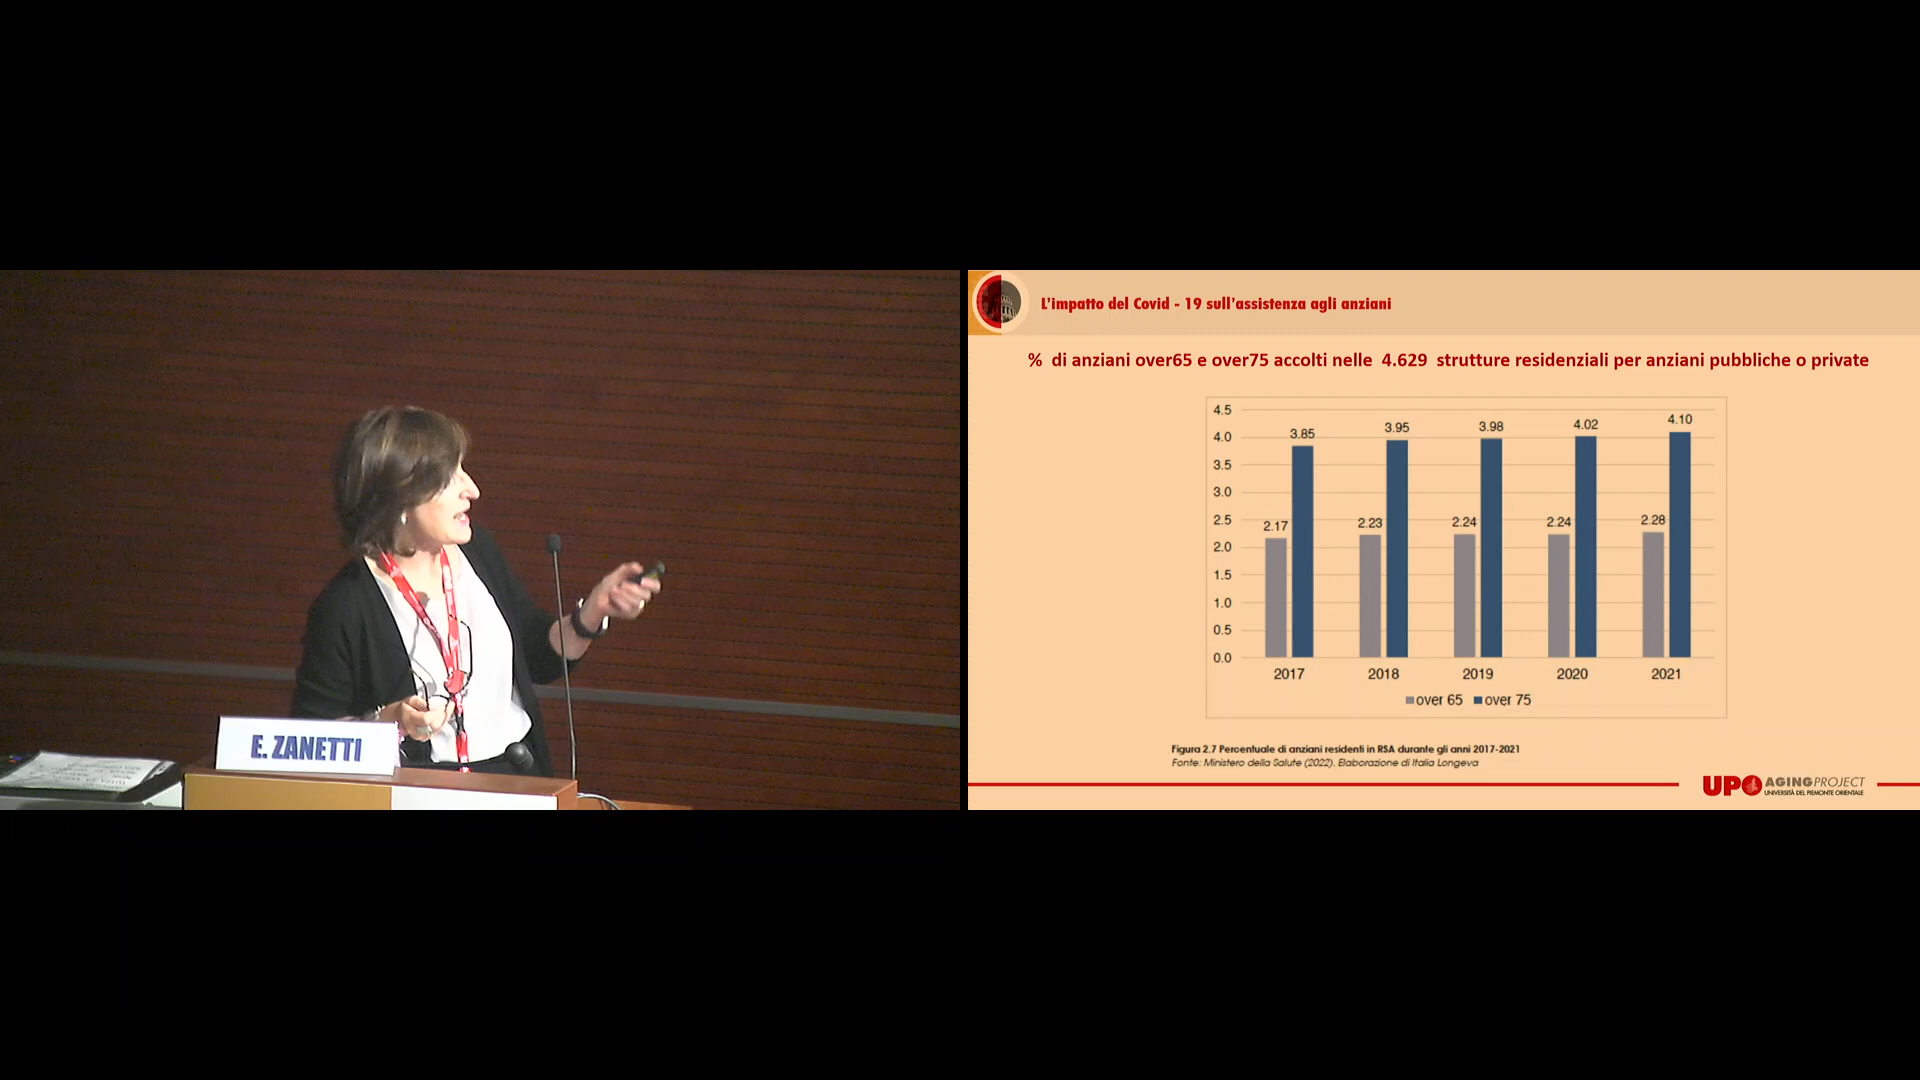 E. ZANETTI
L'impatto del Covid - 19 sull'assistenza agli anziani
% di anziani over65 e over75 accolti nelle 4.629 strutture residenziali per anziani pubbliche o private
4.5
4.0
3.5
3.0
2.5
2.0
1.5
1.0
0.5
0.0
2.17 3.85 2.23 3.95 2.24 3.98 2.24 4.02 2.28 4.10
2017 2018 2019 2020 2021
over 65 over 75
Figura 2.7 Percentuale di anziani residenti in RSA durante gli anni 2017-2021
Fonte: Ministero della Salute (2022). Elaborazione di Italia Longeva
UPO AGINGPROJECT
UNIVERSITÀ DEL PIEMONTE ORIENTALE